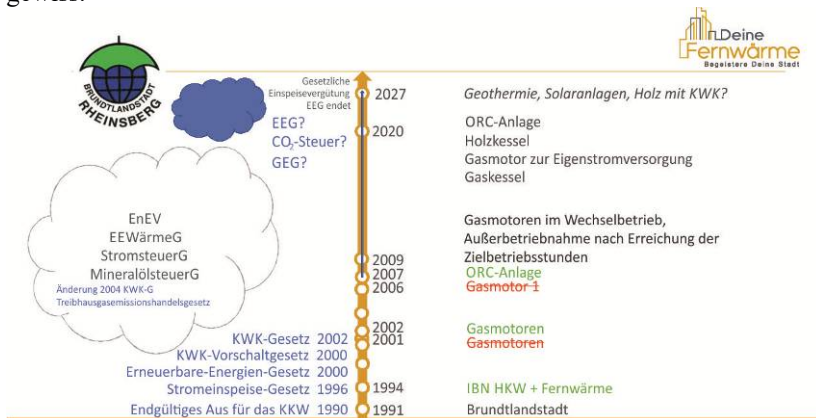 BRUNDTLANDSTADT
RHEINSBERG
Deine
Fernwärme
Begeistere Deine Stadt
Gesetzliche
Einspeisevergütung
EEG endet
2027
Geothermie, Solaranlagen, Holz mit KWK?
EEG?
CO₂-Steuer?
GEG?
2020
ORC-Anlage
Holzkessel
Gasmotor zur Eigenstromversorgung
Gaskessel
EnEV
EEWärmeG
StromsteuerG
MineralölsteuerG
Änderung 2004 KWK-G
Treibhausgasemissionshandelsgesetz
Gasmotoren im Wechselbetrieb,
Außerbetriebnahme nach Erreichung der
Zielbetriebsstunden
2009
2007
ORC-Anlage
2006
Gasmotor 1
2002
Gasmotoren
KWK-Gesetz 2002
2001
Gasmotoren
KWK-Vorschaltgesetz 2000
Erneuerbare-Energien-Gesetz 2000
Stromeinspeise-Gesetz 1996
1994
IBN HKW + Fernwärme
Endgültiges Aus für das KKW 1990
1991
Brundtlandstadt